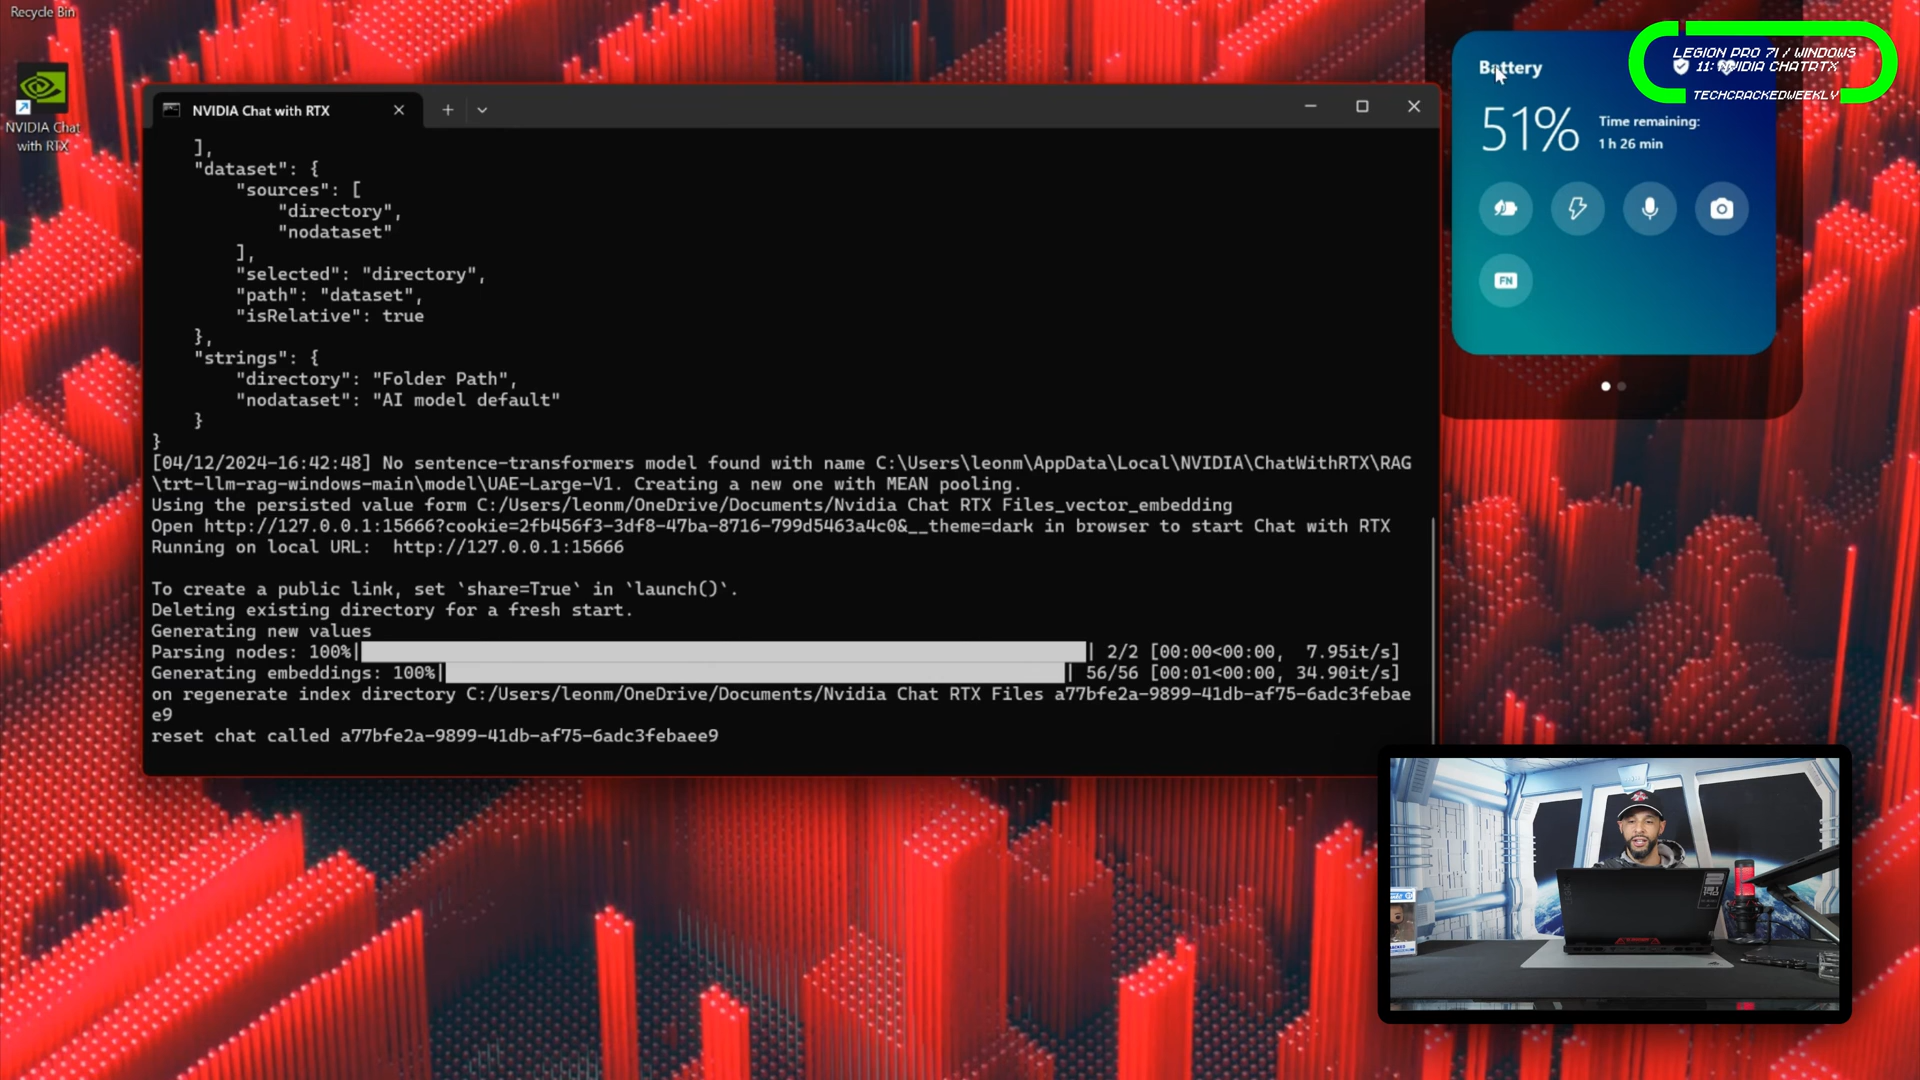 Recycle Bin
NVIDIA Chat
with RTX
NVIDIA Chat with RTX
],
"dataset": {
"sources": [
"directory",
"nodataset"
],
"selected": "directory",
"path": "dataset",
"isRelative": true
},
"strings": {
"directory": "Folder Path",
"nodataset": "AI model default"
}
}
[04/12/2024-16:42:48] No sentence-transformers model found with name C:\Users\leonm\AppData\Local\NVIDIA\ChatWithRTX\RAG
\trt-llm-rag-windows-main\model\UAE-Large-V1. Creating a new one with MEAN pooling.
Using the persisted value form C:/Users/leonm/OneDrive/Documents/Nvidia Chat RTX Files_vector_embedding
Open http://127.0.0.1:15666?cookie=2fb456f3-3df8-47ba-8716-799d5463a4c0&__theme=dark in browser to start Chat with RTX
Running on local URL:  http://127.0.0.1:15666
To create a public link, set `share=True` in `launch()`.
Deleting existing directory for a fresh start.
Generating new values
Parsing nodes: 100%| | 2/2 [00:00<00:00, 7.95it/s]
Generating embeddings: 100%| | 56/56 [00:01<00:00, 34.90it/s]
on regenerate index directory C:/Users/leonm/OneDrive/Documents/Nvidia Chat RTX Files a77bfe2a-9899-41db-af75-6adc3febae
e9
reset chat called a77bfe2a-9899-41db-af75-6adc3febaee9
Battery
51%
Time remaining:
1 h 26 min
FN
LEGION PRO 7I / WINDOWS
11: NVIDIA CHATRTX
TECHCRACKEDWEEKLY